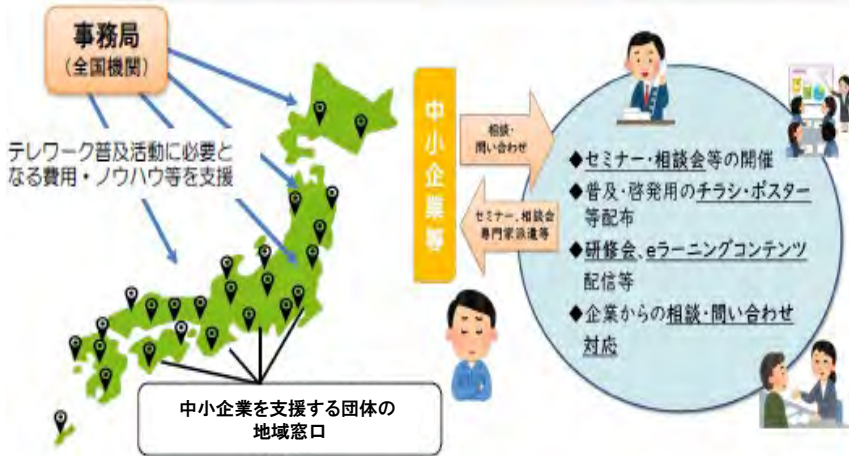 事務局
(全国機関)
テレワーク普及活動に必要と
なる費用・ノウハウ等を支援
中小企業を支援する団体の
地域窓口
中小企業等
相談・
問い合わせ
セミナー、相談会
専門家派遣等
◆セミナー・相談会等の開催
◆普及・啓発用のチラシ・ポスター
等配布
◆研修会、eラーニングコンテンツ
配信等
◆企業からの相談・問い合わせ
対応